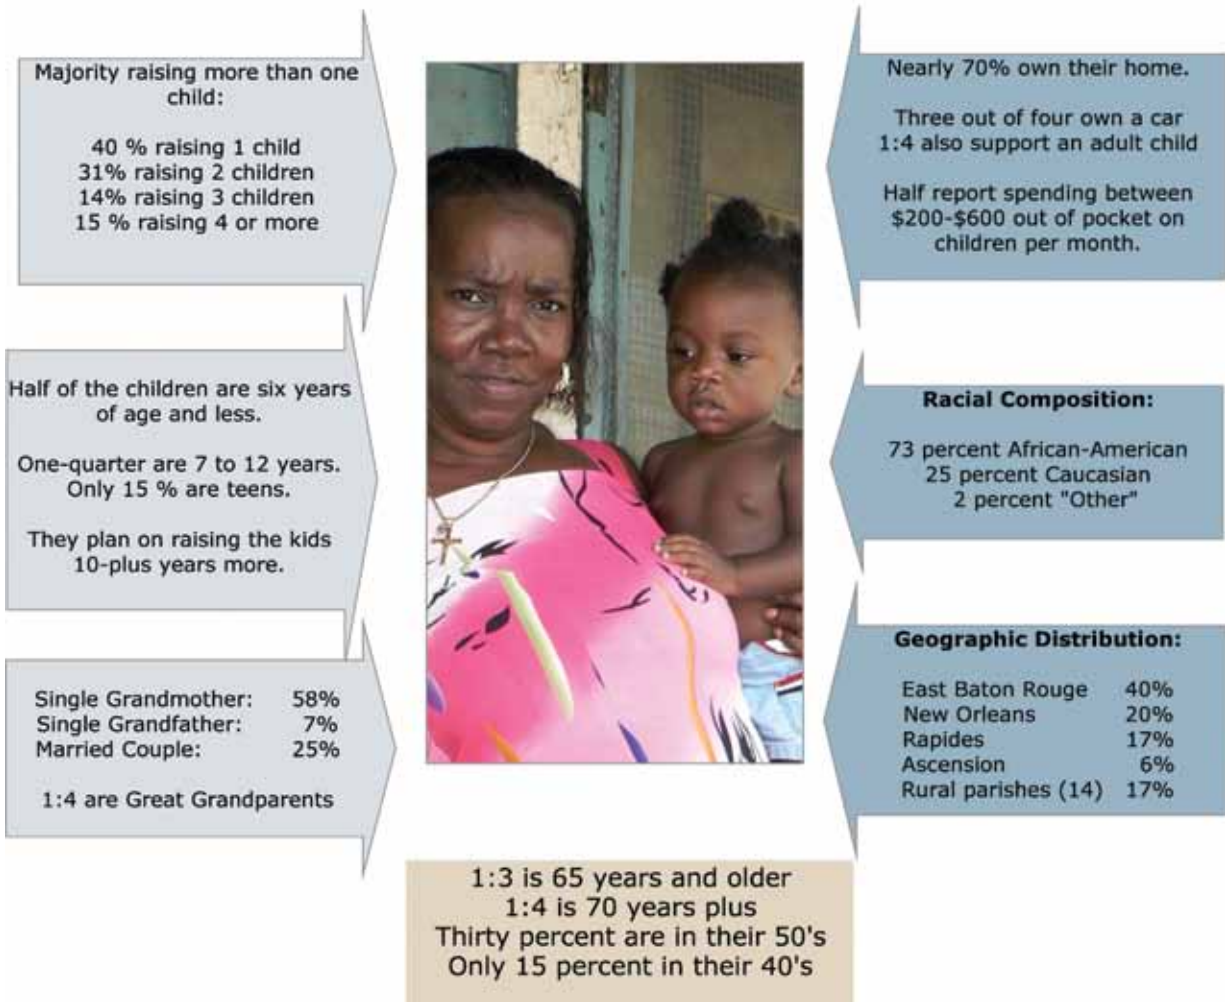 Majority raising more than one
child:
40 % raising 1 child
31% raising 2 children
14% raising 3 children
15 % raising 4 or more
Half of the children are six years
of age and less.
One-quarter are 7 to 12 years.
Only 15 % are teens.
They plan on raising the kids
10-plus years more.
Single Grandmother: 58%
Single Grandfather: 7%
Married Couple: 25%
1:4 are Great Grandparents
Nearly 70% own their home.
Three out of four own a car
1:4 also support an adult child
Half report spending between
$200-$600 out of pocket on
children per month.
Racial Composition:
73 percent African-American
25 percent Caucasian
2 percent "Other"
Geographic Distribution:
East Baton Rouge 40%
New Orleans 20%
Rapides 17%
Ascension 6%
Rural parishes (14) 17%
1:3 is 65 years and older
1:4 is 70 years plus
Thirty percent are in their 50's
Only 15 percent in their 40's